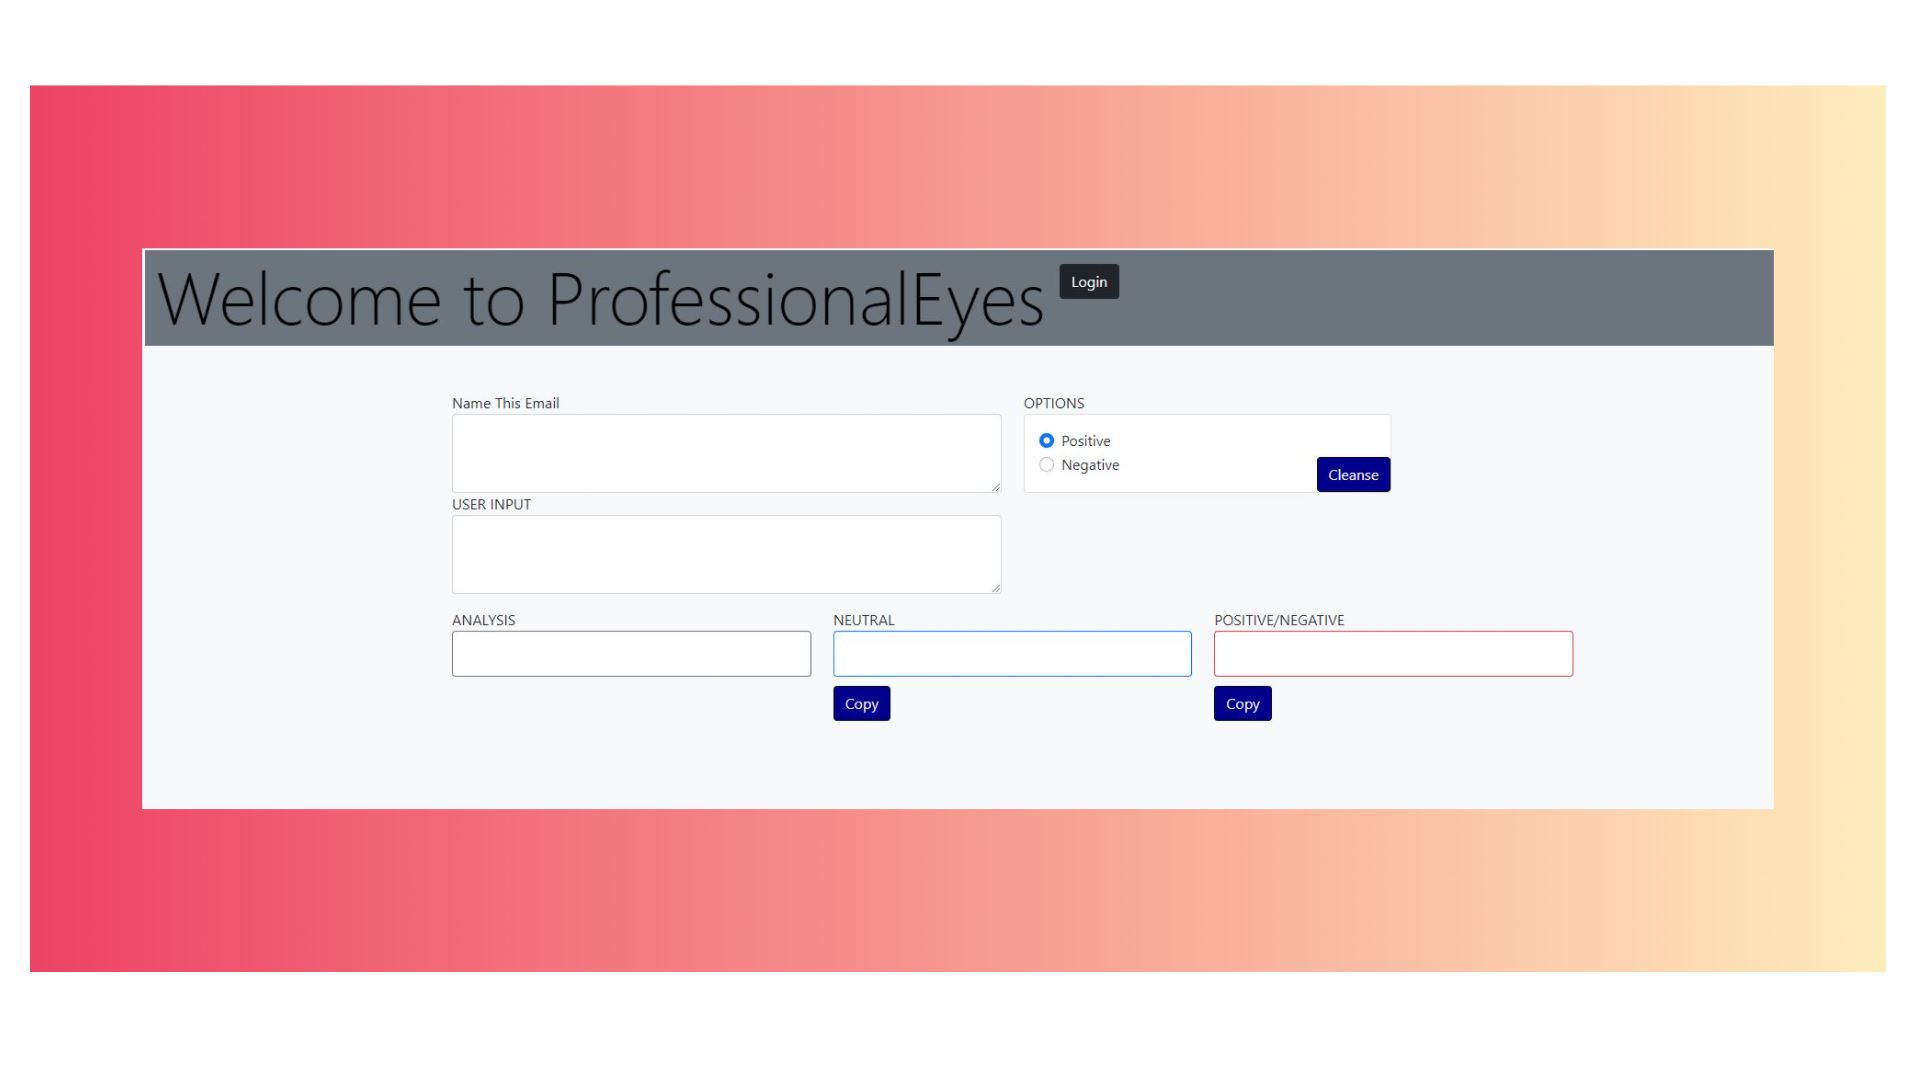 Welcome to ProfessionalEyes
Login
Name This Email
OPTIONS
Positive
Negative
Cleanse
USER INPUT
ANALYSIS
NEUTRAL
POSITIVE/NEGATIVE
Copy
Copy